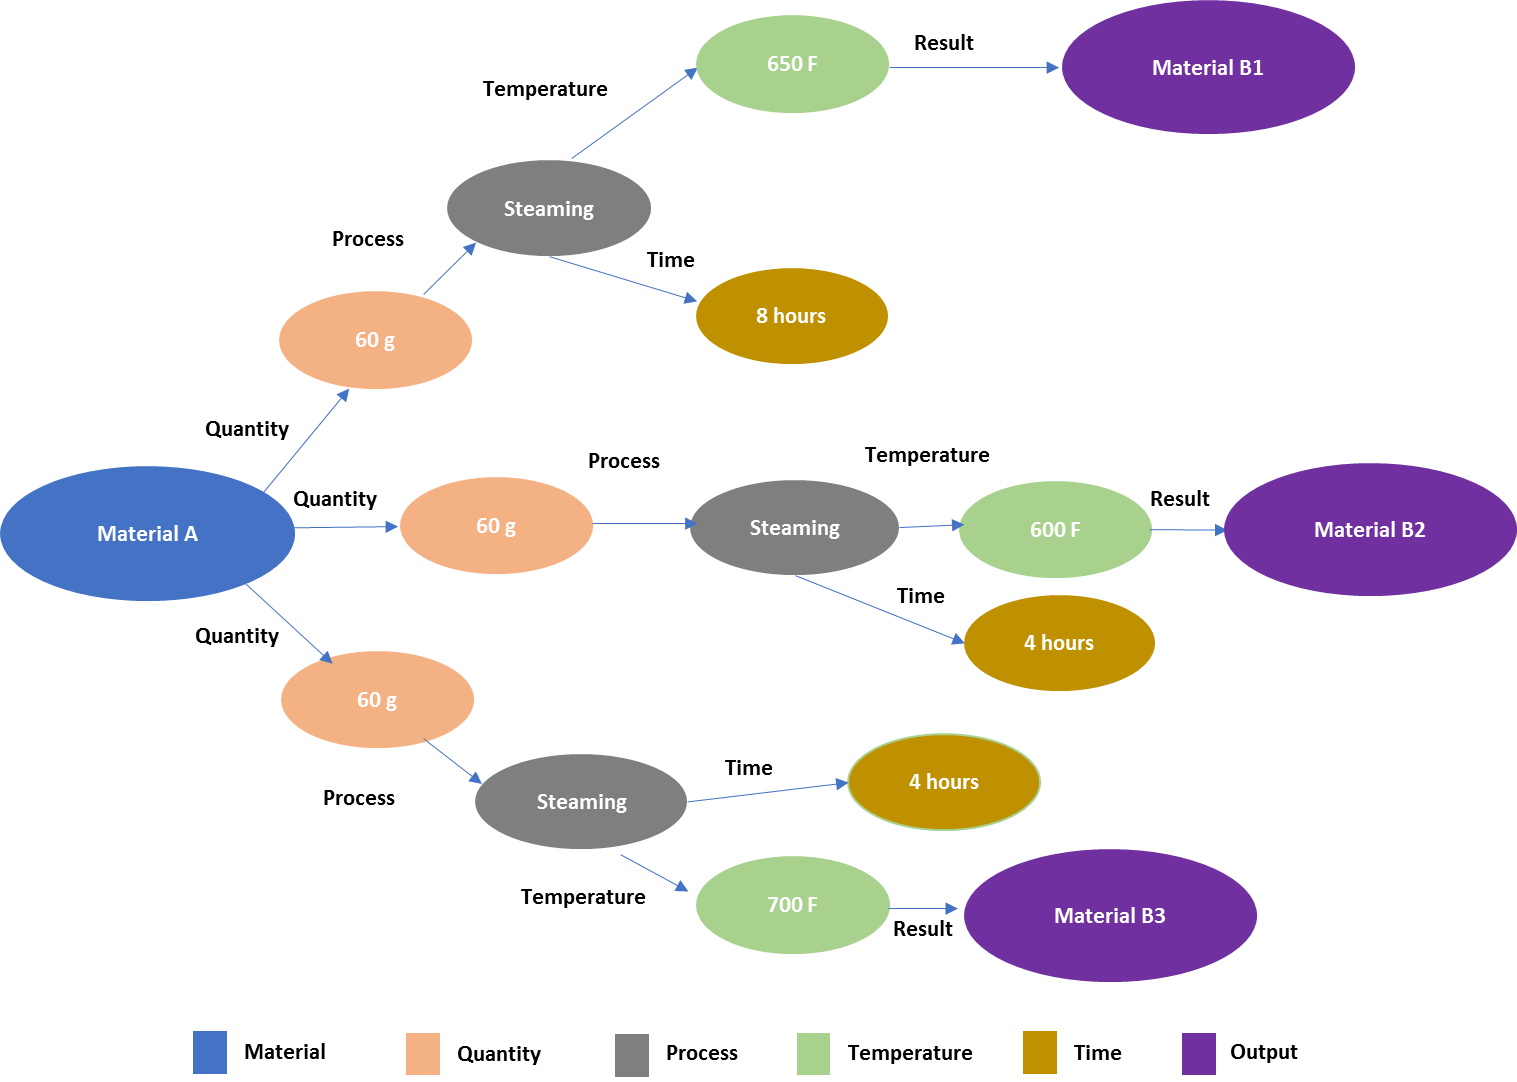 650 F
Result
Material B1
Temperature
Steaming
Process
Time
8 hours
60 g
Quantity
Material A
Quantity
60 g
Process
Steaming
Temperature
600 F
Result
Material B2
Time
4 hours
Quantity
60 g
Process
Steaming
Time
4 hours
Temperature
700 F
Result
Material B3
Material
Quantity
Process
Temperature
Time
Output